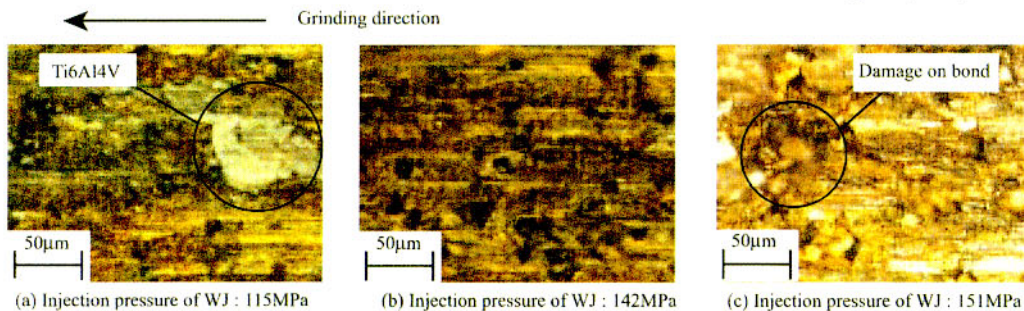 Grinding direction
Ti6Al4V
Damage on bond
50μm
50μm
50μm
(a) Injection pressure of WJ : 115MPa
(b) Injection pressure of WJ : 142MPa
(c) Injection pressure of WJ : 151MPa